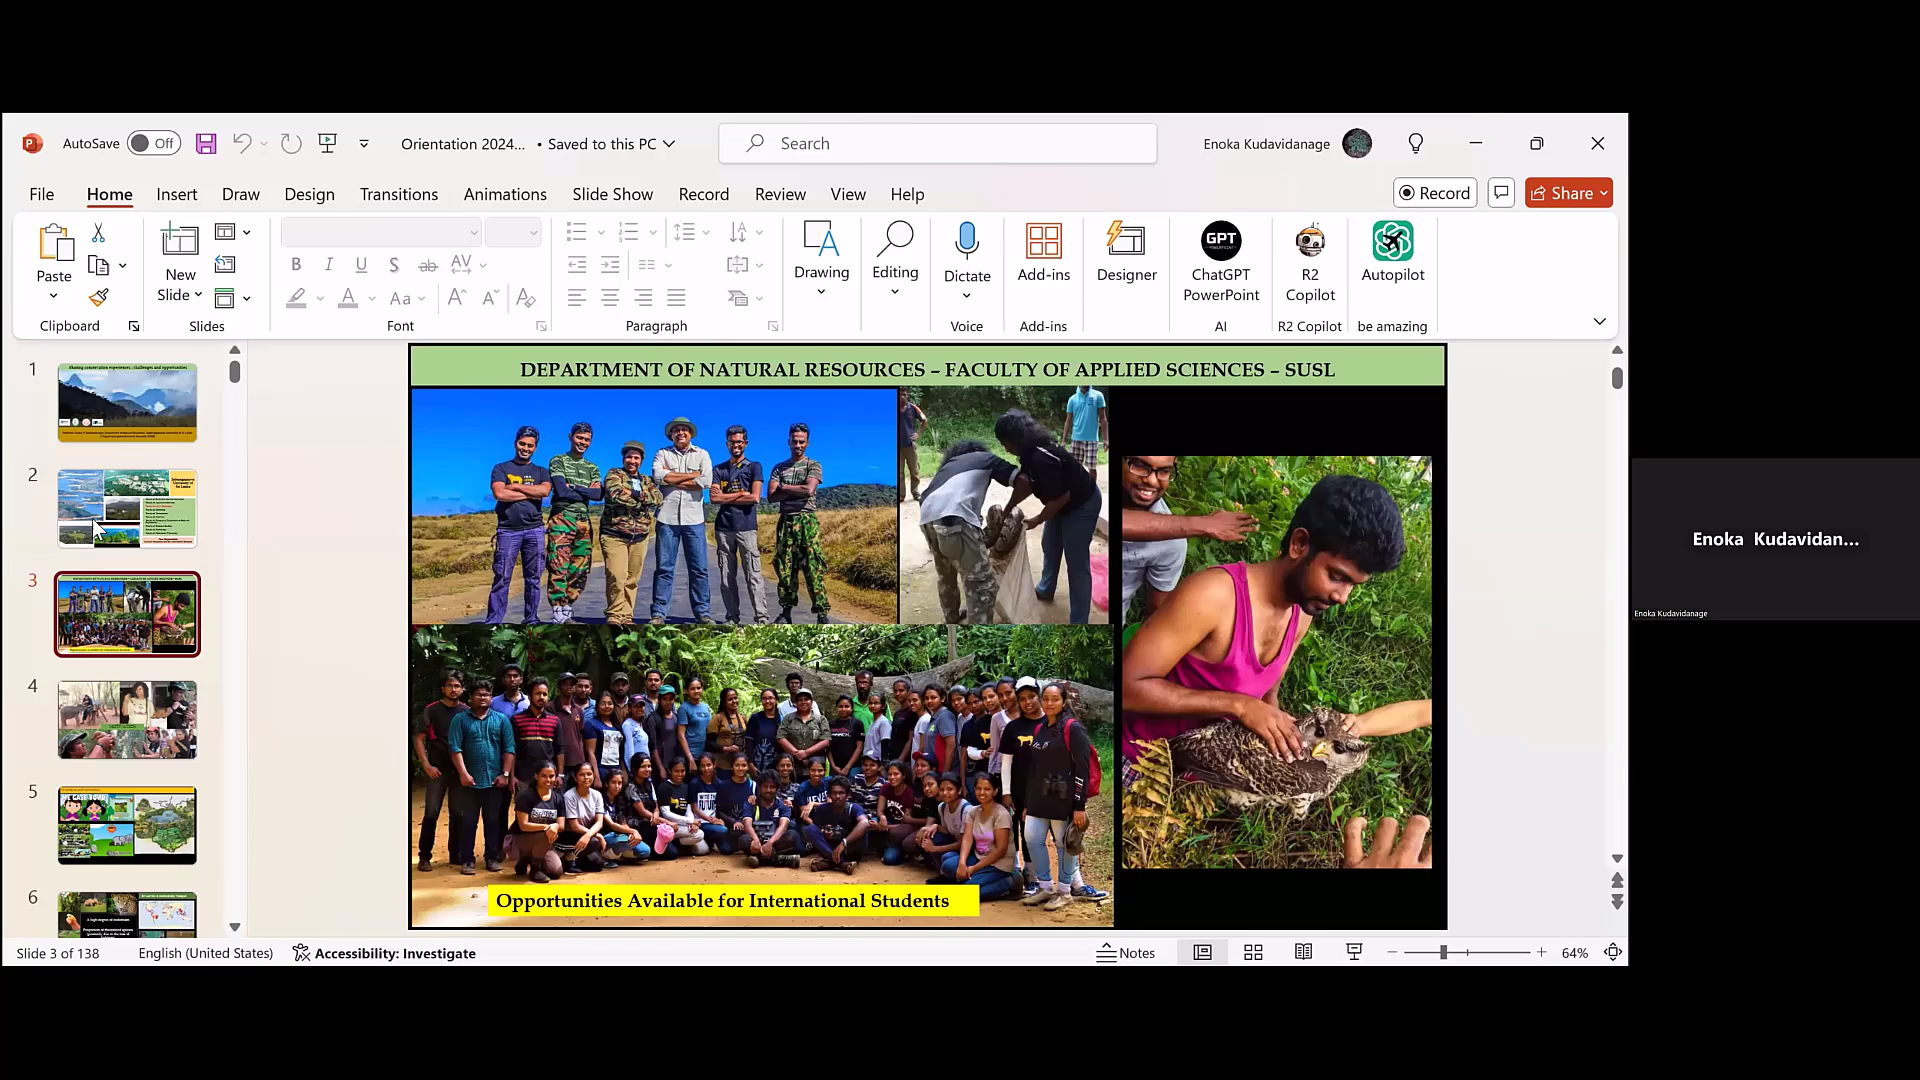 AutoSave
Off
Orientation 2024... • Saved to this PC
Search
Enoka Kudavidanage
File
Home
Insert
Draw
Design
Transitions
Animations
Slide Show
Record
Review
View
Help
Record
Share
Paste
New
Slide
B I U S ab AV
A Aa A A A
Drawing
Editing
Dictate
Add-ins
Designer
GPT
ChatGPT
PowerPoint
R2
Copilot
Autopilot
Clipboard
Slides
Font
Paragraph
Voice
Add-ins
AI
R2 Copilot
be amazing
1
2
3
4
5
6
DEPARTMENT OF NATURAL RESOURCES – FACULTY OF APPLIED SCIENCES – SUSL
Opportunities Available for International Students
Enoka Kudavidan...
Enoka Kudavidanage
Slide 3 of 138
English (United States)
Accessibility: Investigate
Notes
64%